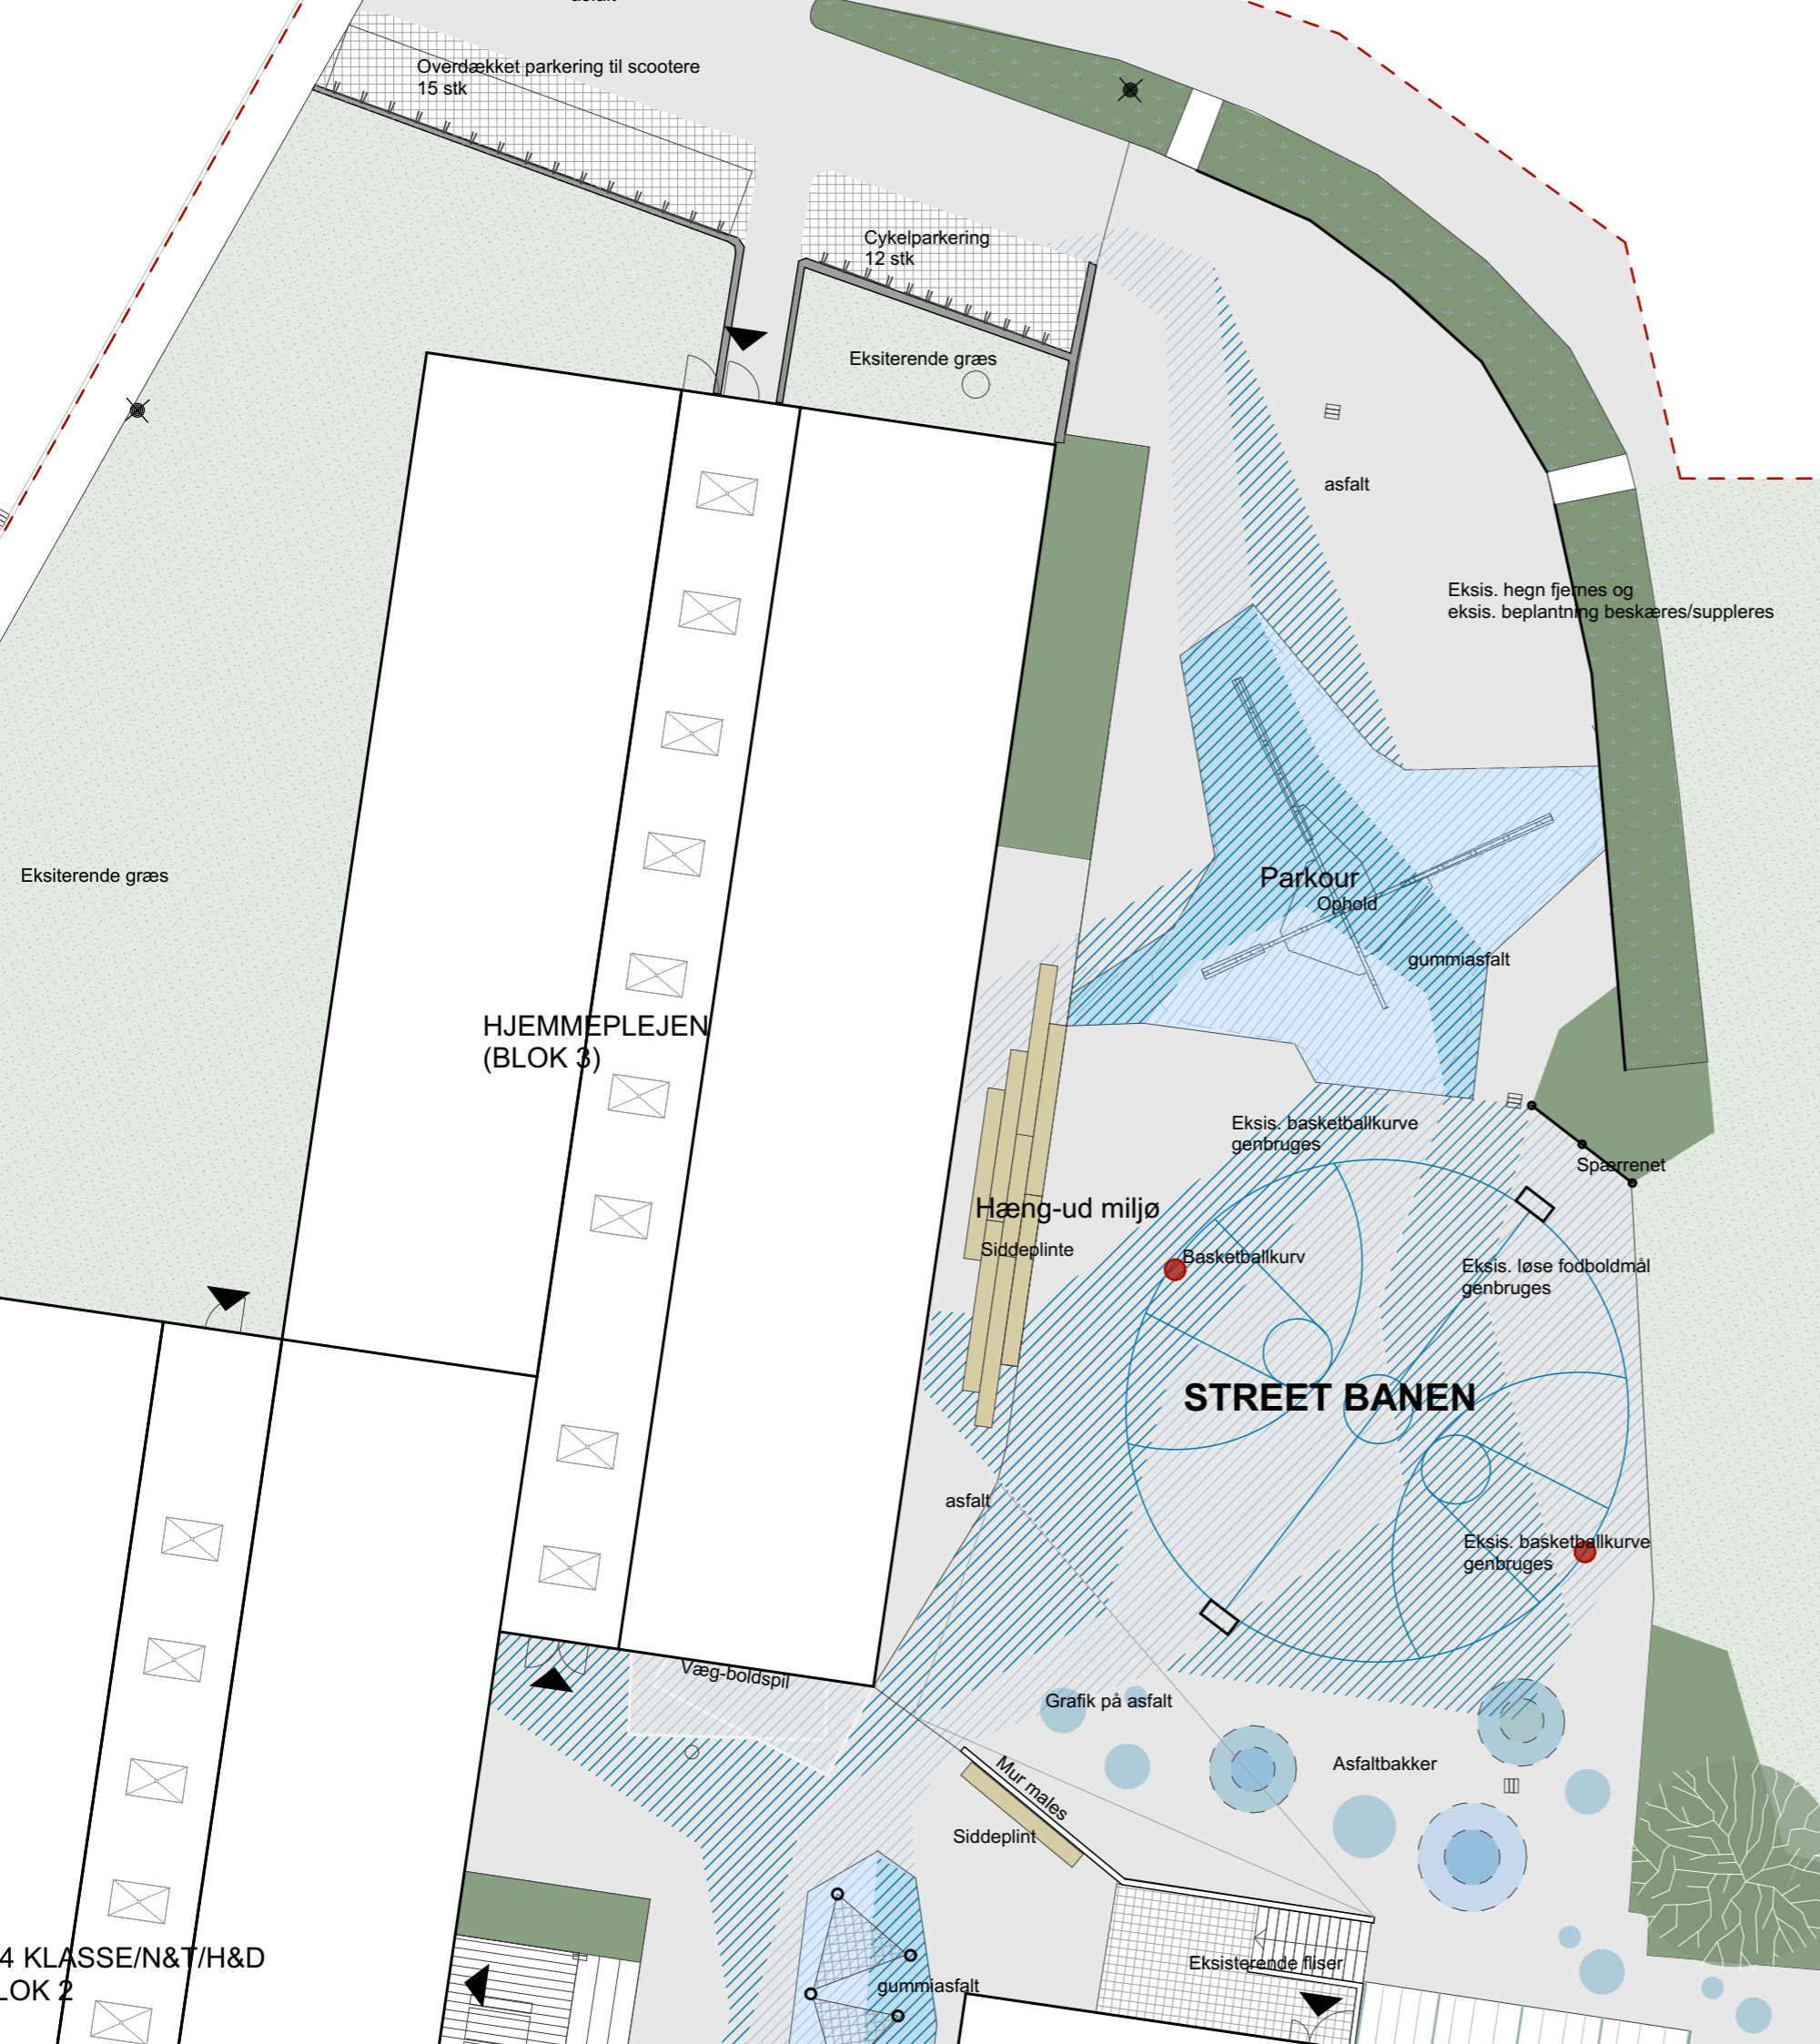 asfalt
Overdækket parkering til scootere
15 stk
Cykelparkering
12 stk
Eksiterende græs
asfalt
Eksis. hegn fjernes og
eksis. beplantning beskæres/suppleres
Eksiterende græs
Parkour
Ophold
gummiasfalt
HJEMMEPLEJEN
(BLOK 3)
Eksis. basketballkurve
genbruges
Spærrenet
Hæng-ud miljø
Siddeplinte
Basketballkurv
Eksis. løse fodboldmål
genbruges
STREET BANEN
asfalt
Eksis. basketballkurve
genbruges
Væg-boldspil
Grafik på asfalt
Asfaltbakker
Mur males
Siddeplint
4 KLASSE/N&T/H&D
LOK 2
Eksisterende fliser
gummiasfalt